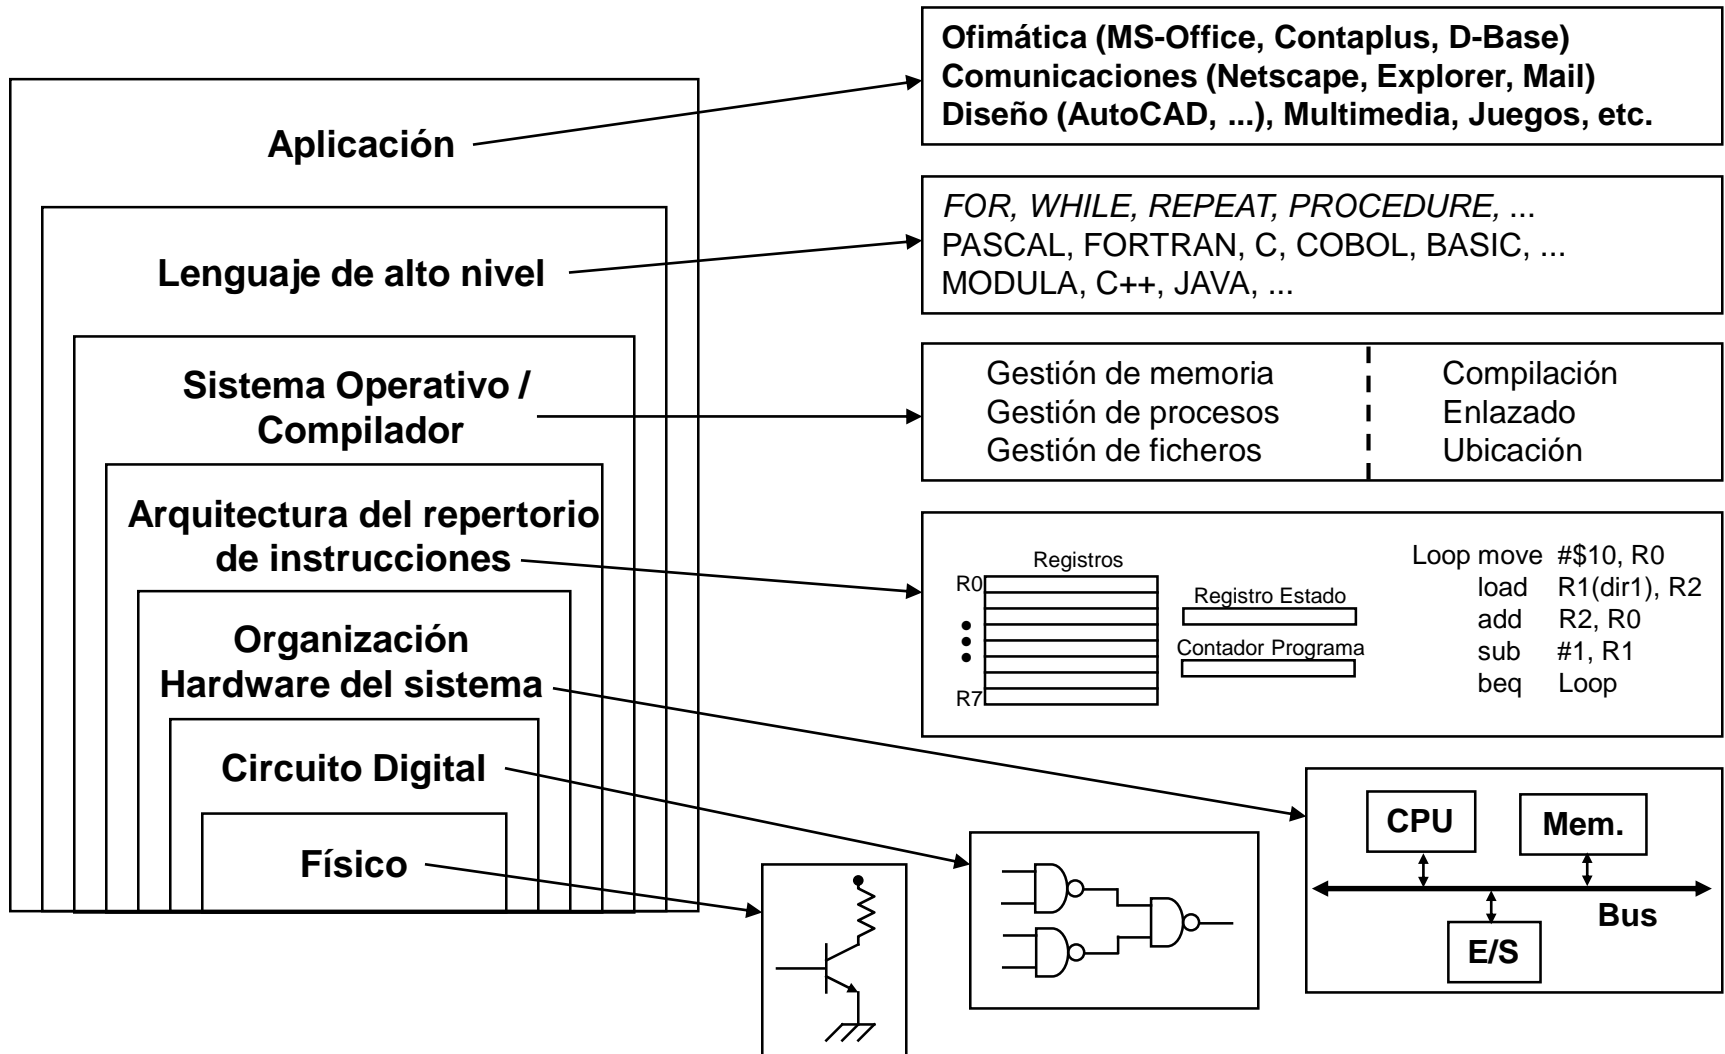 Ofimática (MS-Office, Contaplus, D-Base)
Comunicaciones (Netscape, Explorer, Mail)
Diseño (AutoCAD, ...), Multimedia, Juegos, etc.
Aplicación
FOR, WHILE, REPEAT, PROCEDURE, ...
PASCAL, FORTRAN, C, COBOL, BASIC, ...
MODULA, C++, JAVA, ...
Lenguaje de alto nivel
Sistema Operativo /
Compilador
Gestión de memoria
Gestión de procesos
Gestión de ficheros
Compilación
Enlazado
Ubicación
Arquitectura del repertorio
de instrucciones
Registros
R0
R7
Registro Estado
Contador Programa
Loop move #$10, R0
load R1(dir1), R2
add R2, R0
sub #1, R1
beq Loop
Organización
Hardware del sistema
Circuito Digital
Físico
CPU
Mem.
Bus
E/S